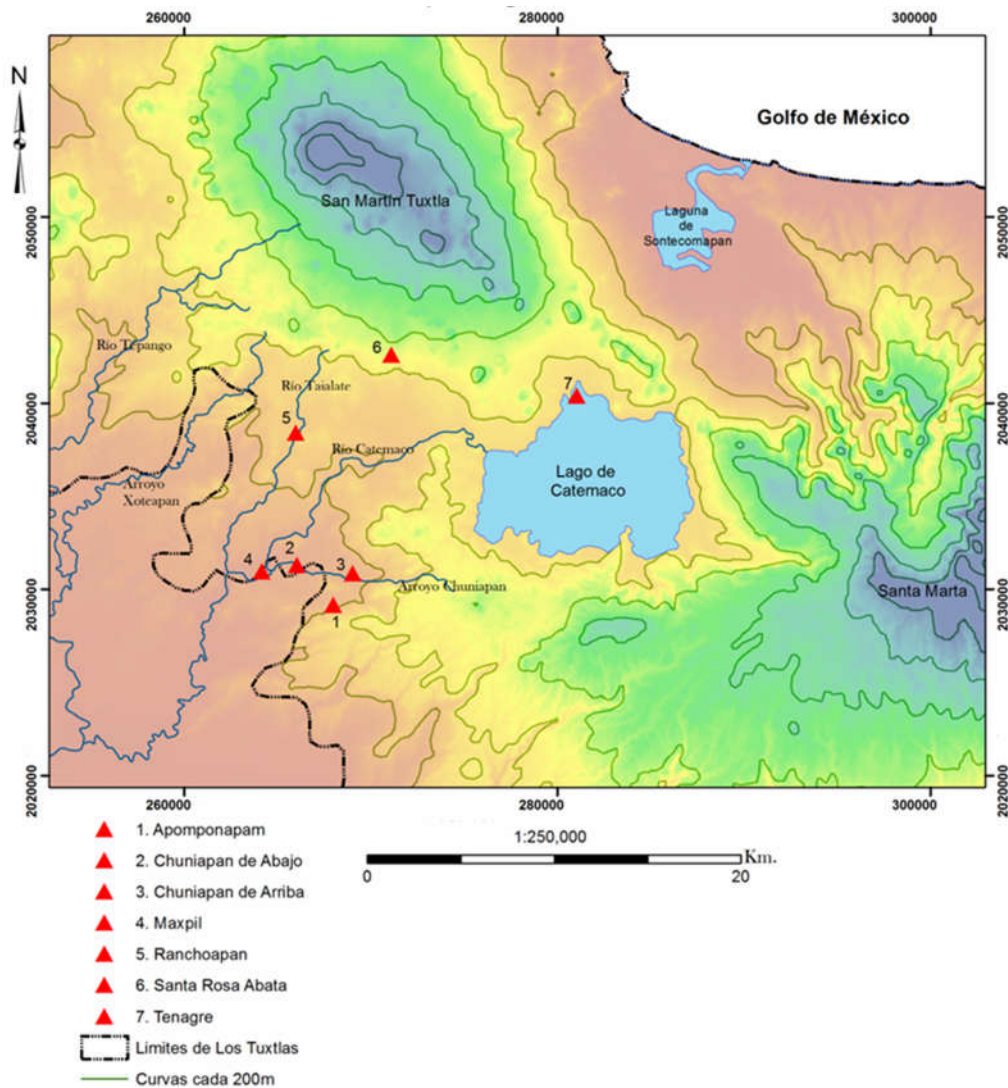 260000
280000
300000
N
Golfo de México
San Martín Tuxtla
Laguna
de
Sontecomapan
2050000
2050000
Río Tepango
6
7
Río Taialate
2040000
2040000
5
Río Catemaco
Arroyo
Xoteapan
Lago de
Catemaco
4
2
3
Arroyo Chuniapan
Santa Marta
2030000
2030000
1
2020000
2020000
260000
280000
300000
1. Apomponapam
2. Chuniapan de Abajo
3. Chuniapan de Arriba
4. Maxpil
5. Ranchoapan
6. Santa Rosa Abata
7. Tenagre
Limites de Los Tuxtlas
Curvas cada 200m
1:250,000
Km.
0
20